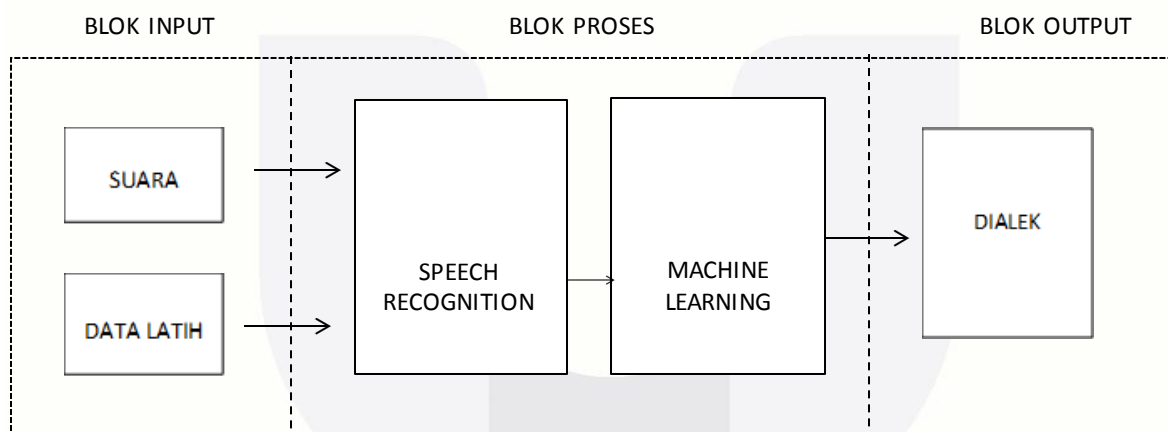 BLOK INPUT
BLOK PROSES
BLOK OUTPUT
SUARA
DATA LATIH
SPEECH
RECOGNITION
MACHINE
LEARNING
DIALEK